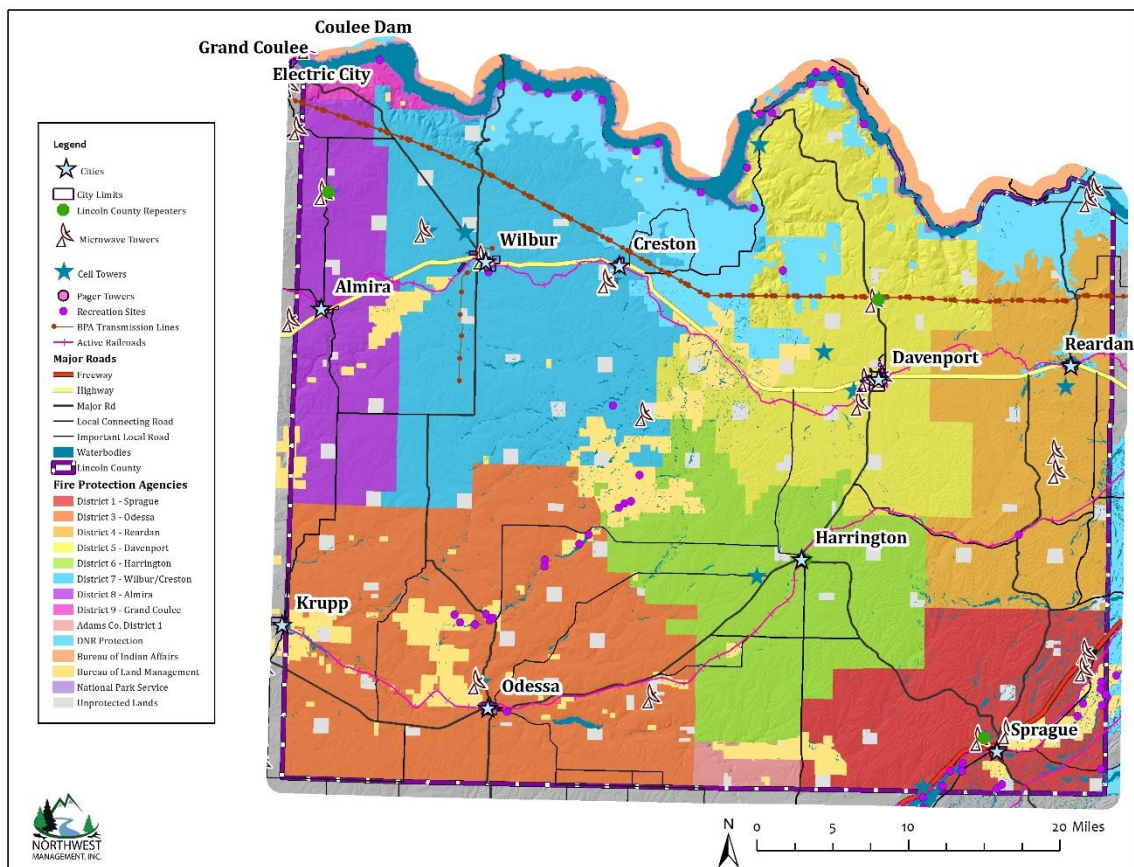 Coulee Dam
Grand Coulee
Electric City
Legend
Cities
City Limits
Lincoln County Repeaters
Microwave Towers
Cell Towers
Pager Towers
Recreation Sites
BPA Transmission Lines
Active Railroads
Major Roads
Freeway
Highway
Major Rd
Local Connecting Road
Important Local Road
Waterbodies
Lincoln County
Fire Protection Agencies
District 1 - Sprague
District 3 - Odessa
District 4 - Reardan
District 5 - Davenport
District 6 - Harrington
District 7 - Wilbur/Creston
District 8 - Almira
District 9 - Grand Coulee
Adams Co. District 1
DNR Protection
Bureau of Indian Affairs
Bureau of Land Management
National Park Service
Unprotected Lands
Wilbur
Creston
Almira
Reardan
Davenport
Harrington
Krupp
Odessa
Sprague
NORTHWEST
MANAGEMENT, INC.
N
0 5 10 20 Miles